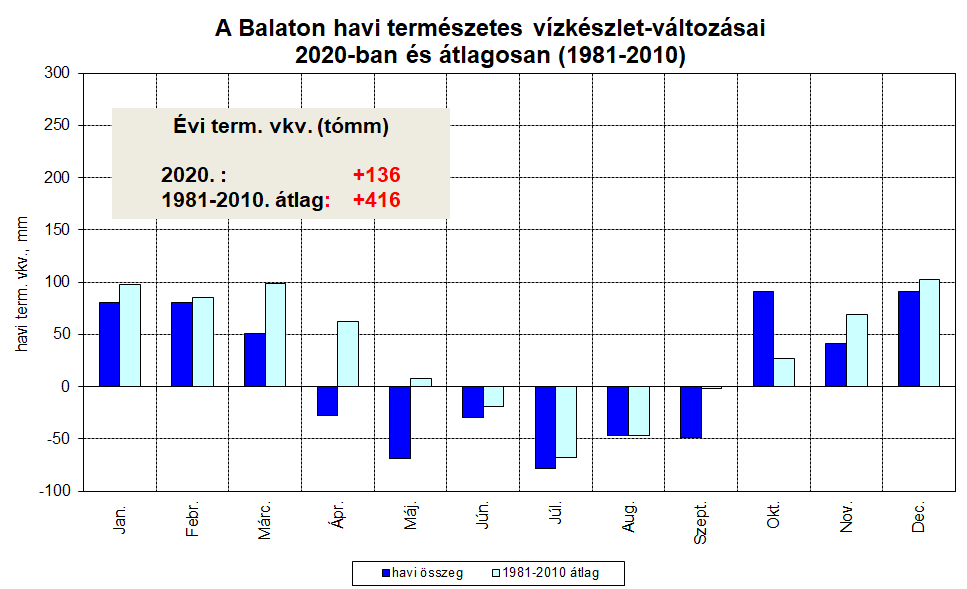 A Balaton havi természetes vízkészlet-változásai
2020-ban és átlagosan (1981-2010)
300
250
200
150
100
50
0
-50
-100
havi term. vkv., mm
Évi term. vkv. (tómm)
2020. : +136
1981-2010. átlag: +416
Jan.
Febr.
Márc.
Ápr.
Máj.
Jún.
Júl.
Aug.
Szept.
Okt.
Nov.
Dec.
havi összeg 1981-2010 átlag